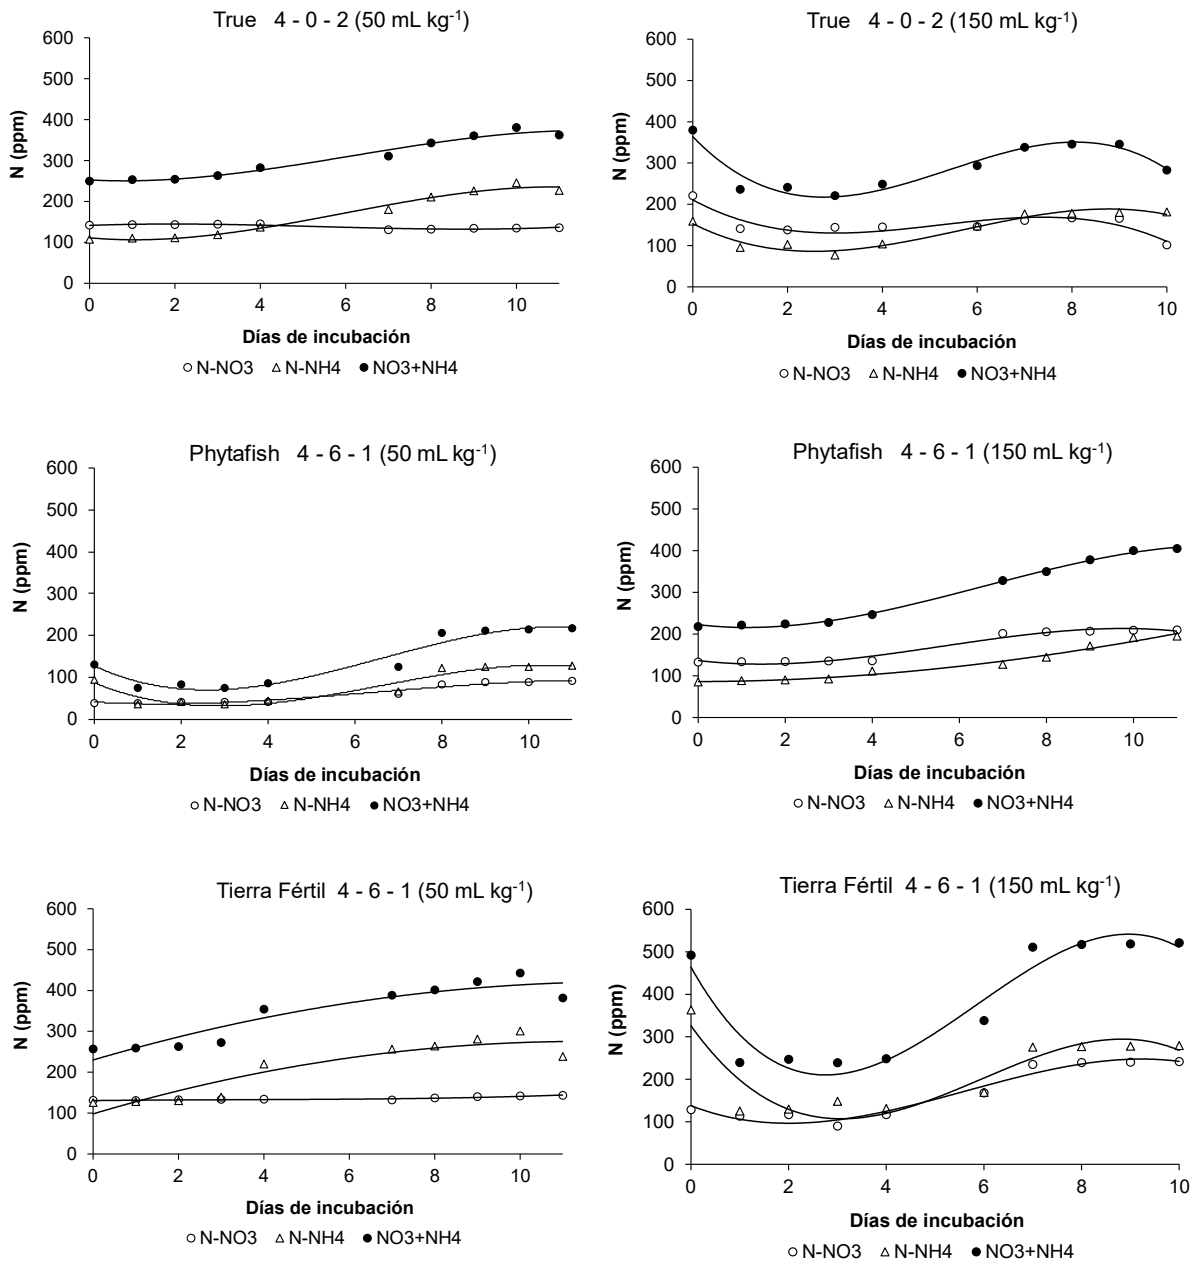 True 4 - 0 - 2 (50 mL kg-1)
600
500
400
300
200
100
0
N (ppm)
0 2 4 6 8 10
Días de incubación
N-NO3 N-NH4 NO3+NH4
True 4 - 0 - 2 (150 mL kg-1)
600
500
400
300
200
100
0
N (ppm)
0 2 4 6 8 10
Días de incubación
N-NO3 N-NH4 NO3+NH4
Phytafish 4 - 6 - 1 (50 mL kg-1)
600
500
400
300
200
100
0
N (ppm)
0 2 4 6 8 10
Días de incubación
N-NO3 N-NH4 NO3+NH4
Phytafish 4 - 6 - 1 (150 mL kg-1)
600
500
400
300
200
100
0
N (ppm)
0 2 4 6 8 10
Días de incubación
N-NO3 N-NH4 NO3+NH4
Tierra Fértil 4 - 6 - 1 (50 mL kg-1)
600
500
400
300
200
100
0
N (ppm)
0 2 4 6 8 10
Días de incubación
N-NO3 N-NH4 NO3+NH4
Tierra Fértil 4 - 6 - 1 (150 mL kg-1)
600
500
400
300
200
100
0
N (ppm)
0 2 4 6 8 10
Días de incubación
N-NO3 N-NH4 NO3+NH4